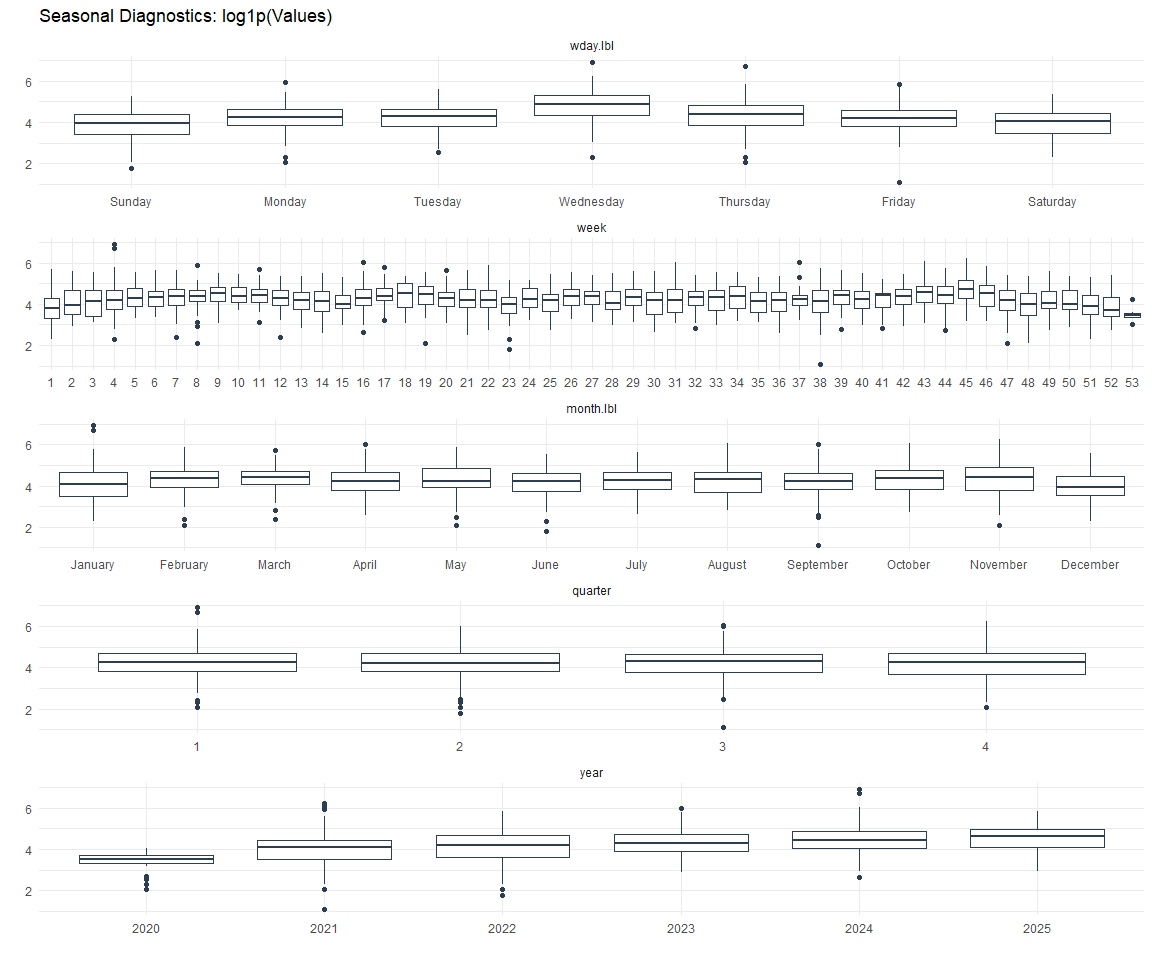 Seasonal Diagnostics: log1p(Values)
wday.lbl
6
4
2
Sunday Monday Tuesday Wednesday Thursday Friday Saturday
week
6
4
2
1 2 3 4 5 6 7 8 9 10 11 12 13 14 15 16 17 18 19 20 21 22 23 24 25 26 27 28 29 30 31 32 33 34 35 36 37 38 39 40 41 42 43 44 45 46 47 48 49 50 51 52 53
month.lbl
6
4
2
January February March April May June July August September October November December
quarter
6
4
2
1 2 3 4
year
6
4
2
2020 2021 2022 2023 2024 2025